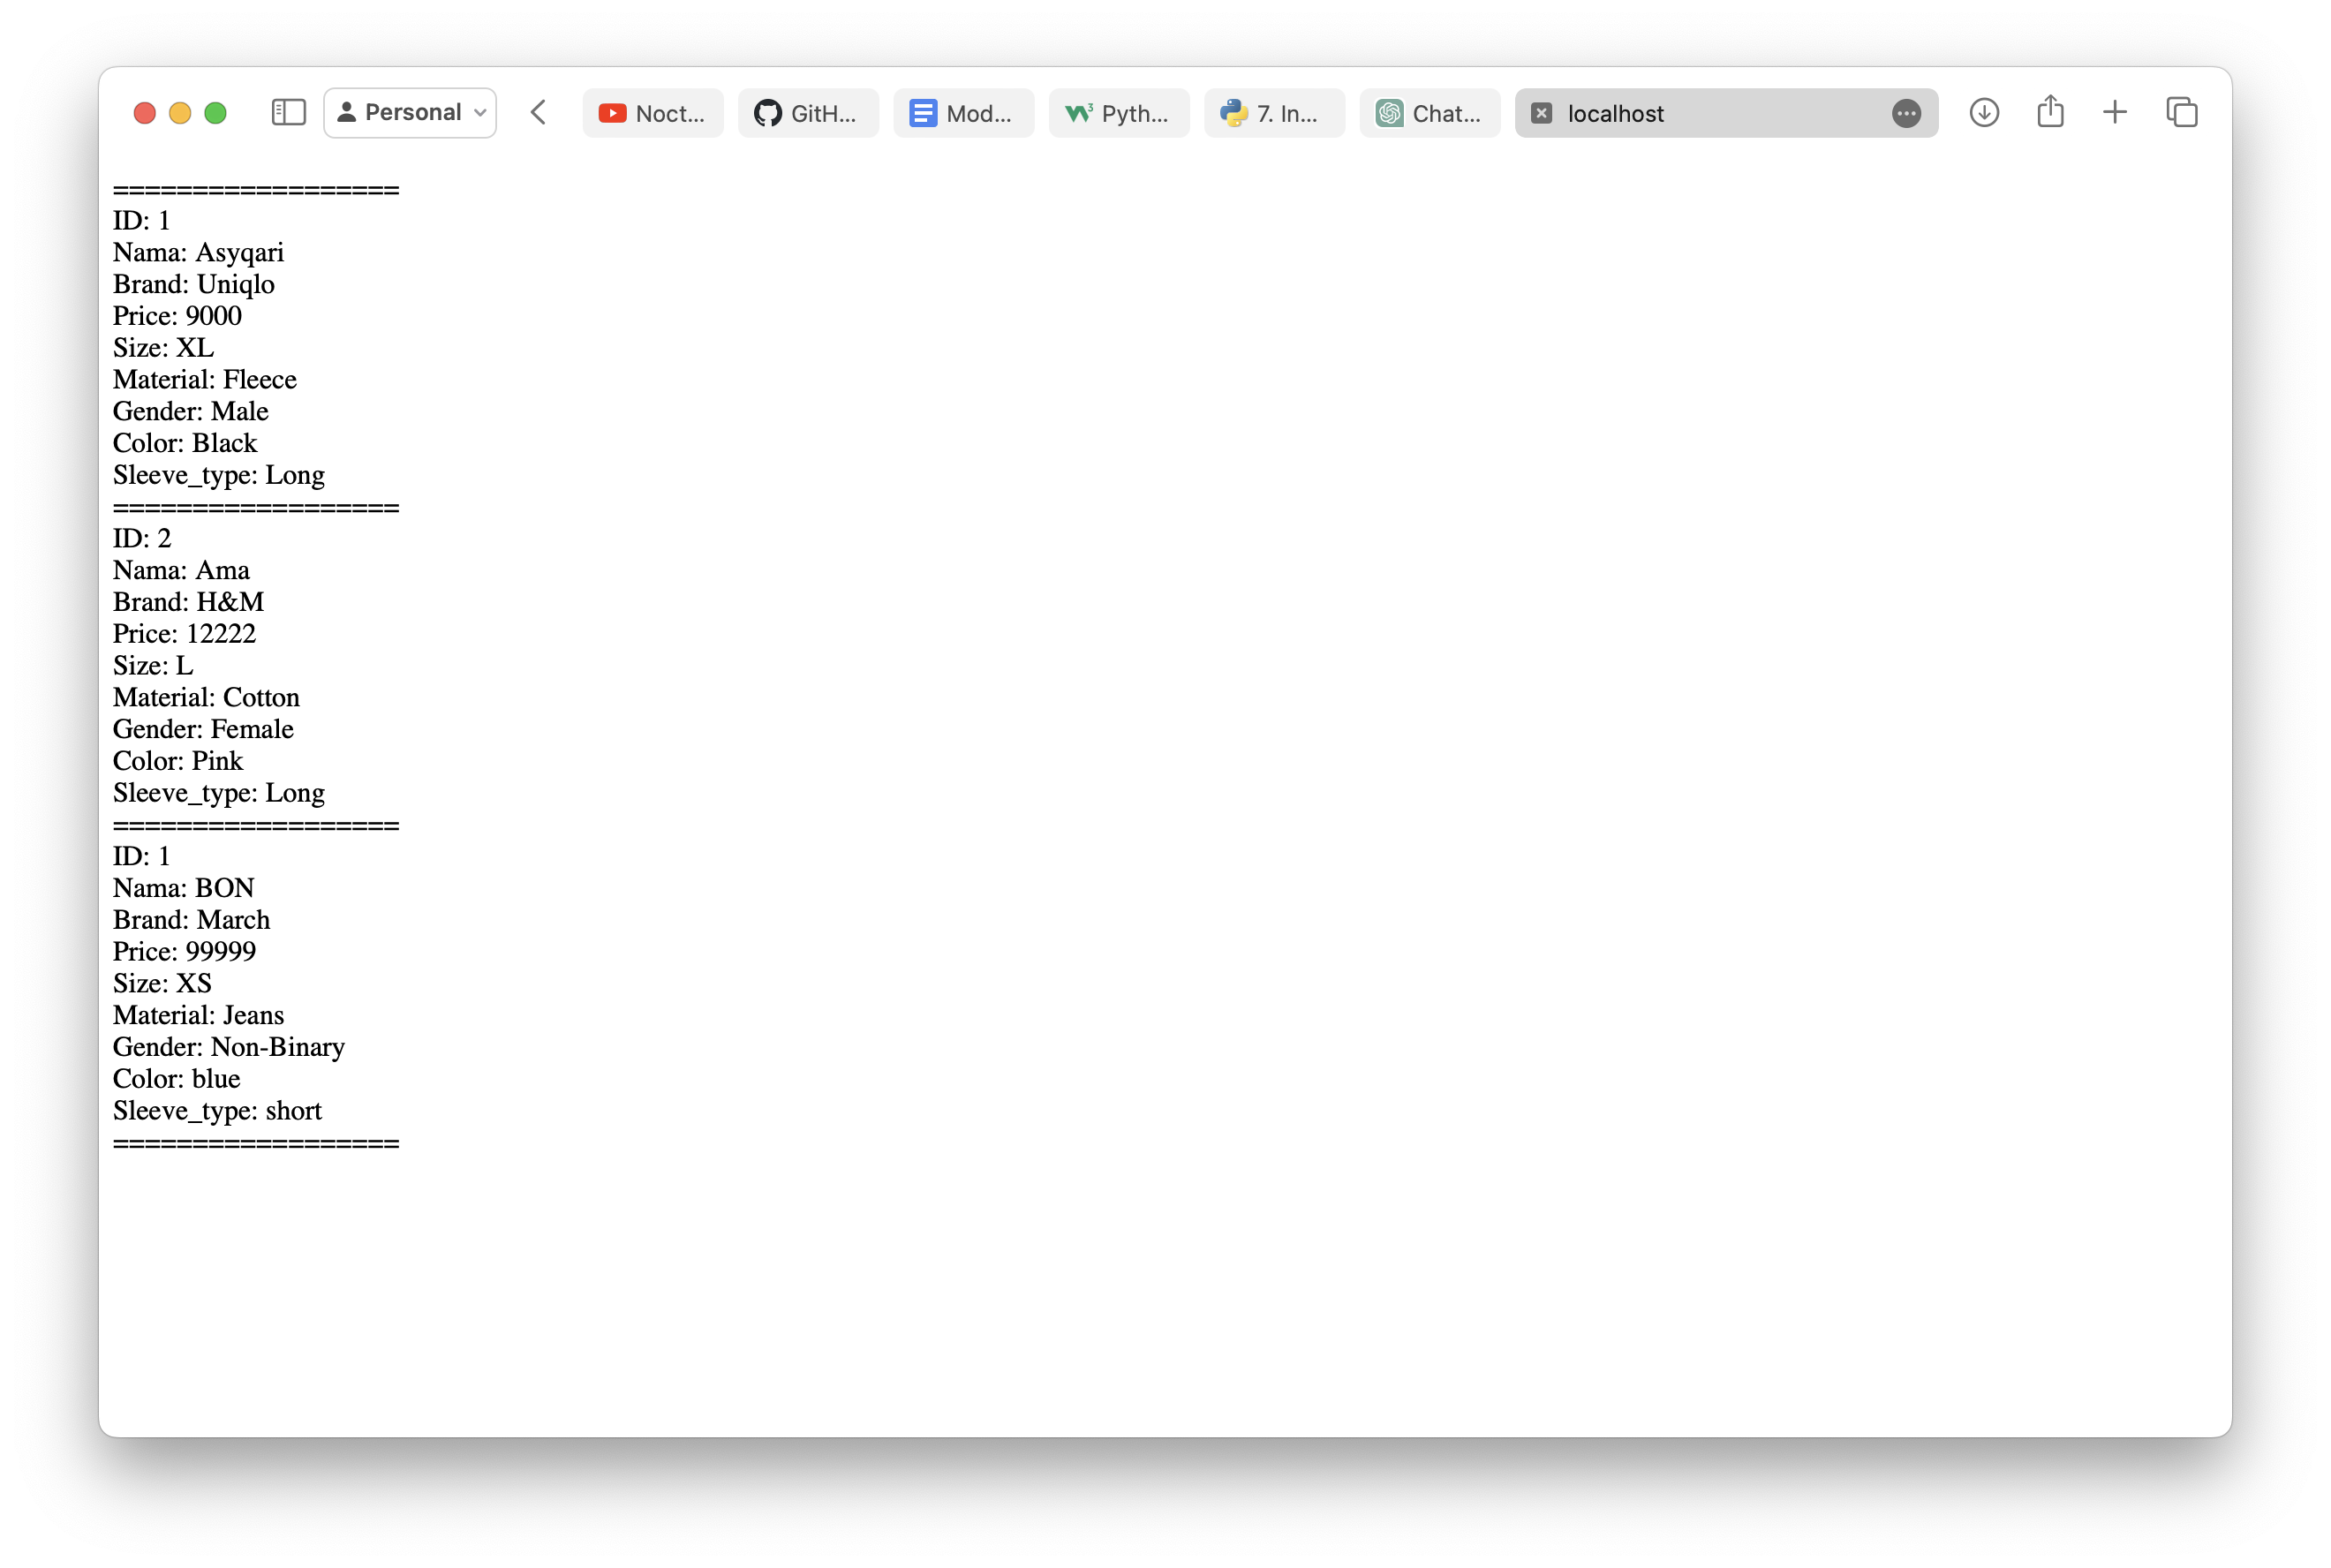 Personal
Noct...
GitH...
Mod...
Pyth...
7. In...
Chat...
localhost
==================
ID: 1
Nama: Asyqari
Brand: Uniqlo
Price: 9000
Size: XL
Material: Fleece
Gender: Male
Color: Black
Sleeve_type: Long
==================
ID: 2
Nama: Ama
Brand: H&M
Price: 12222
Size: L
Material: Cotton
Gender: Female
Color: Pink
Sleeve_type: Long
==================
ID: 1
Nama: BON
Brand: March
Price: 99999
Size: XS
Material: Jeans
Gender: Non-Binary
Color: blue
Sleeve_type: short
==================